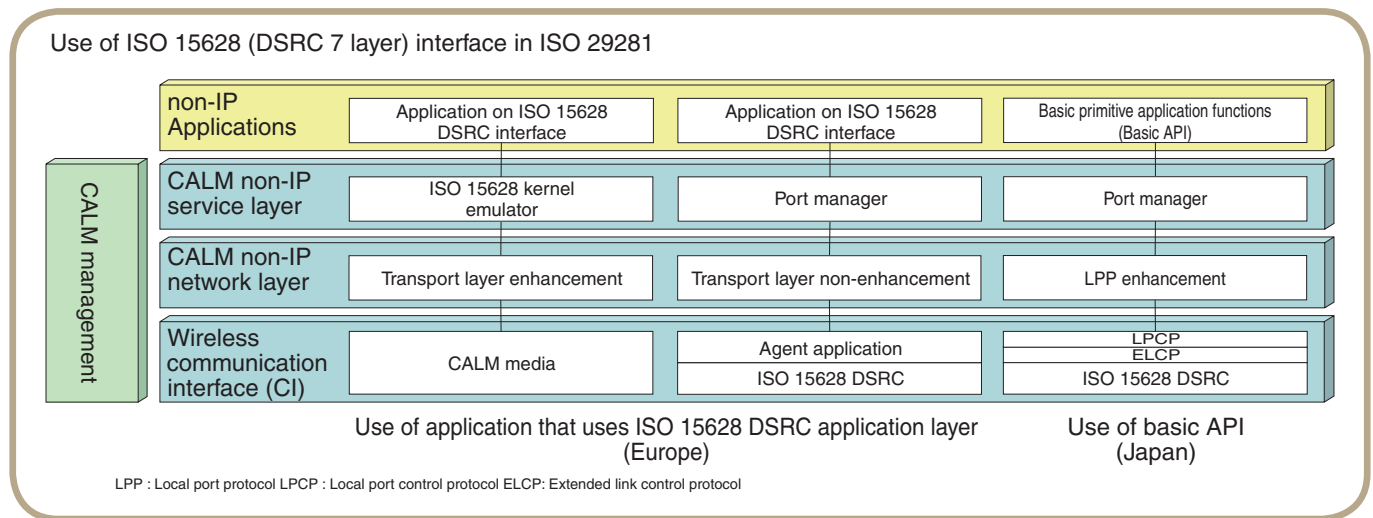 Use of ISO 15628 (DSRC 7 layer) interface in ISO 29281
non-IP
Applications
Application on ISO 15628
DSRC interface
Application on ISO 15628
DSRC interface
Basic primitive application functions
(Basic API)
CALM management
CALM non-IP
service layer
ISO 15628 kernel
emulator
Port manager
Port manager
CALM non-IP
network layer
Transport layer enhancement
Transport layer non-enhancement
LPP enhancement
Wireless
communication
interface (CI)
CALM media
Agent application
ISO 15628 DSRC
LPCP
ELCP
ISO 15628 DSRC
Use of application that uses ISO 15628 DSRC application layer
(Europe)
Use of basic API
(Japan)
LPP : Local port protocol LPCP : Local port control protocol ELCP: Extended link control protocol